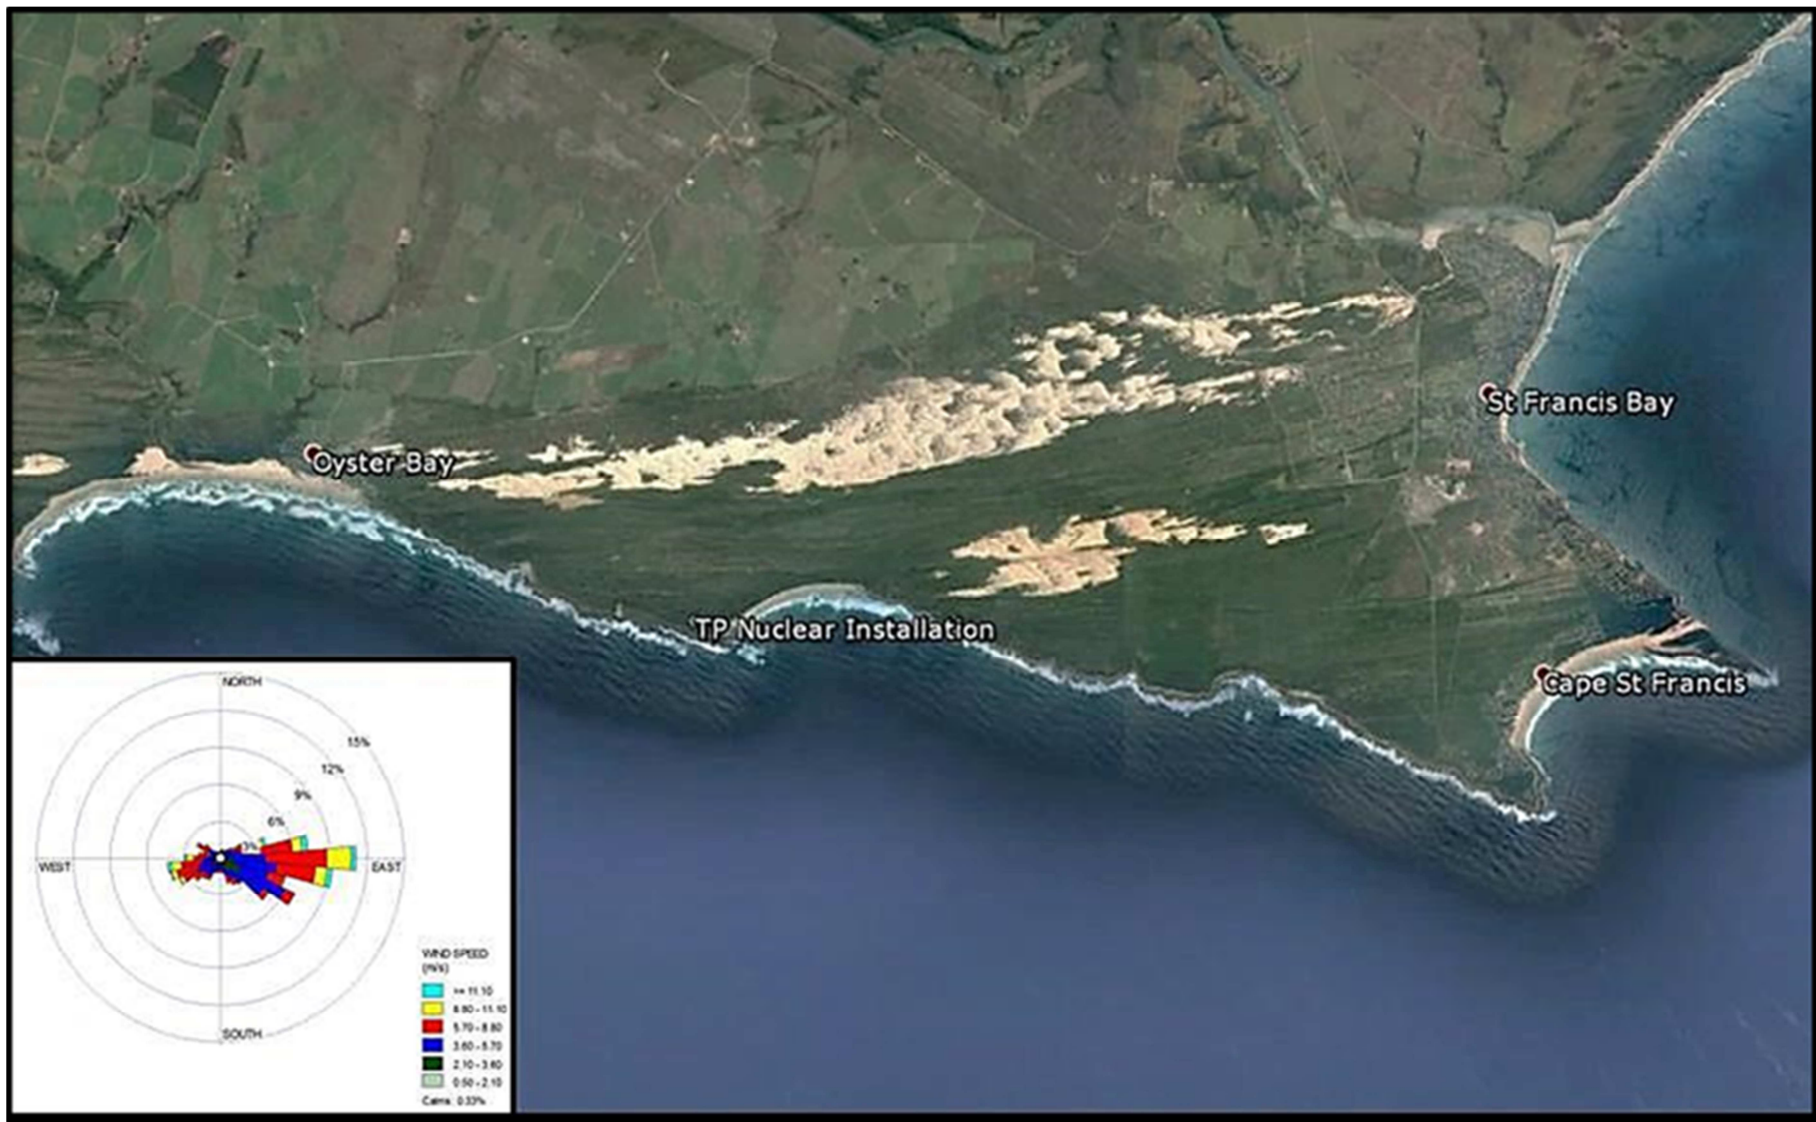 St Francis Bay
Oyster Bay
TP Nuclear Installation
Cape St Francis
NORTH
15%
12%
9%
6%
3%
WEST
EAST
SOUTH
WIND SPEED
(m/s)
>= 11.10
8.80 - 11.10
5.70 - 8.80
3.60 - 5.70
2.10 - 3.60
0.50 - 2.10
Calms: 0.33%